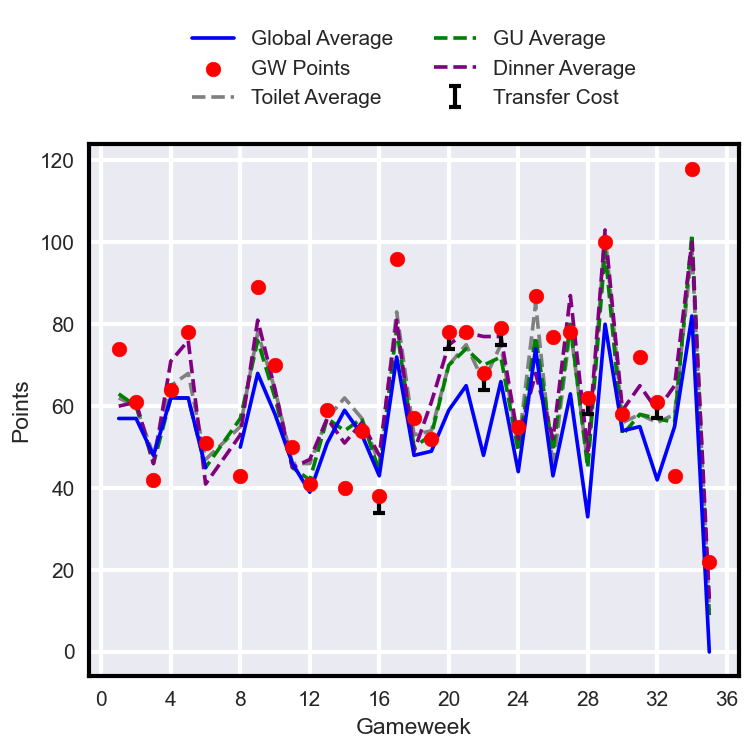 Global Average
GW Points
Toilet Average
GU Average
Dinner Average
Transfer Cost
120
100
80
60
40
20
0
Points
0 4 8 12 16 20 24 28 32 36
Gameweek